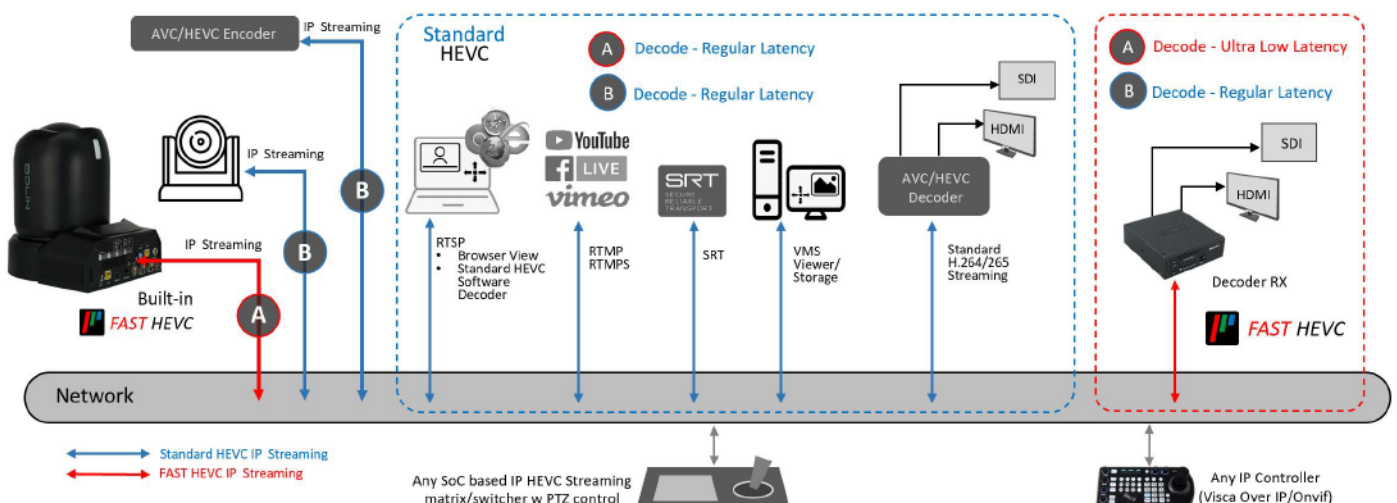 AVC/HEVC Encoder
IP Streaming
IP Streaming
BOLIN
IP Streaming
Built-in
FAST HEVC
A
B
B
Standard
HEVC
A Decode - Regular Latency
B Decode - Regular Latency
RTSP
• Browser View
• Standard HEVC
Software
Decoder
YouTube
f LIVE
vimeo
RTMP
RTMPS
SRT
SECURE
RELIABLE
TRANSPORT
SRT
VMS
Viewer/
Storage
SDI
HDMI
AVC/HEVC
Decoder
Standard
H.264/265
Streaming
A Decode - Ultra Low Latency
B Decode - Regular Latency
SDI
HDMI
Decoder RX
FAST HEVC
Network
Standard HEVC IP Streaming
FAST HEVC IP Streaming
Any SoC based IP HEVC Streaming
matrix/switcher w PTZ control
Any IP Controller
(Visca Over IP/Onvif)